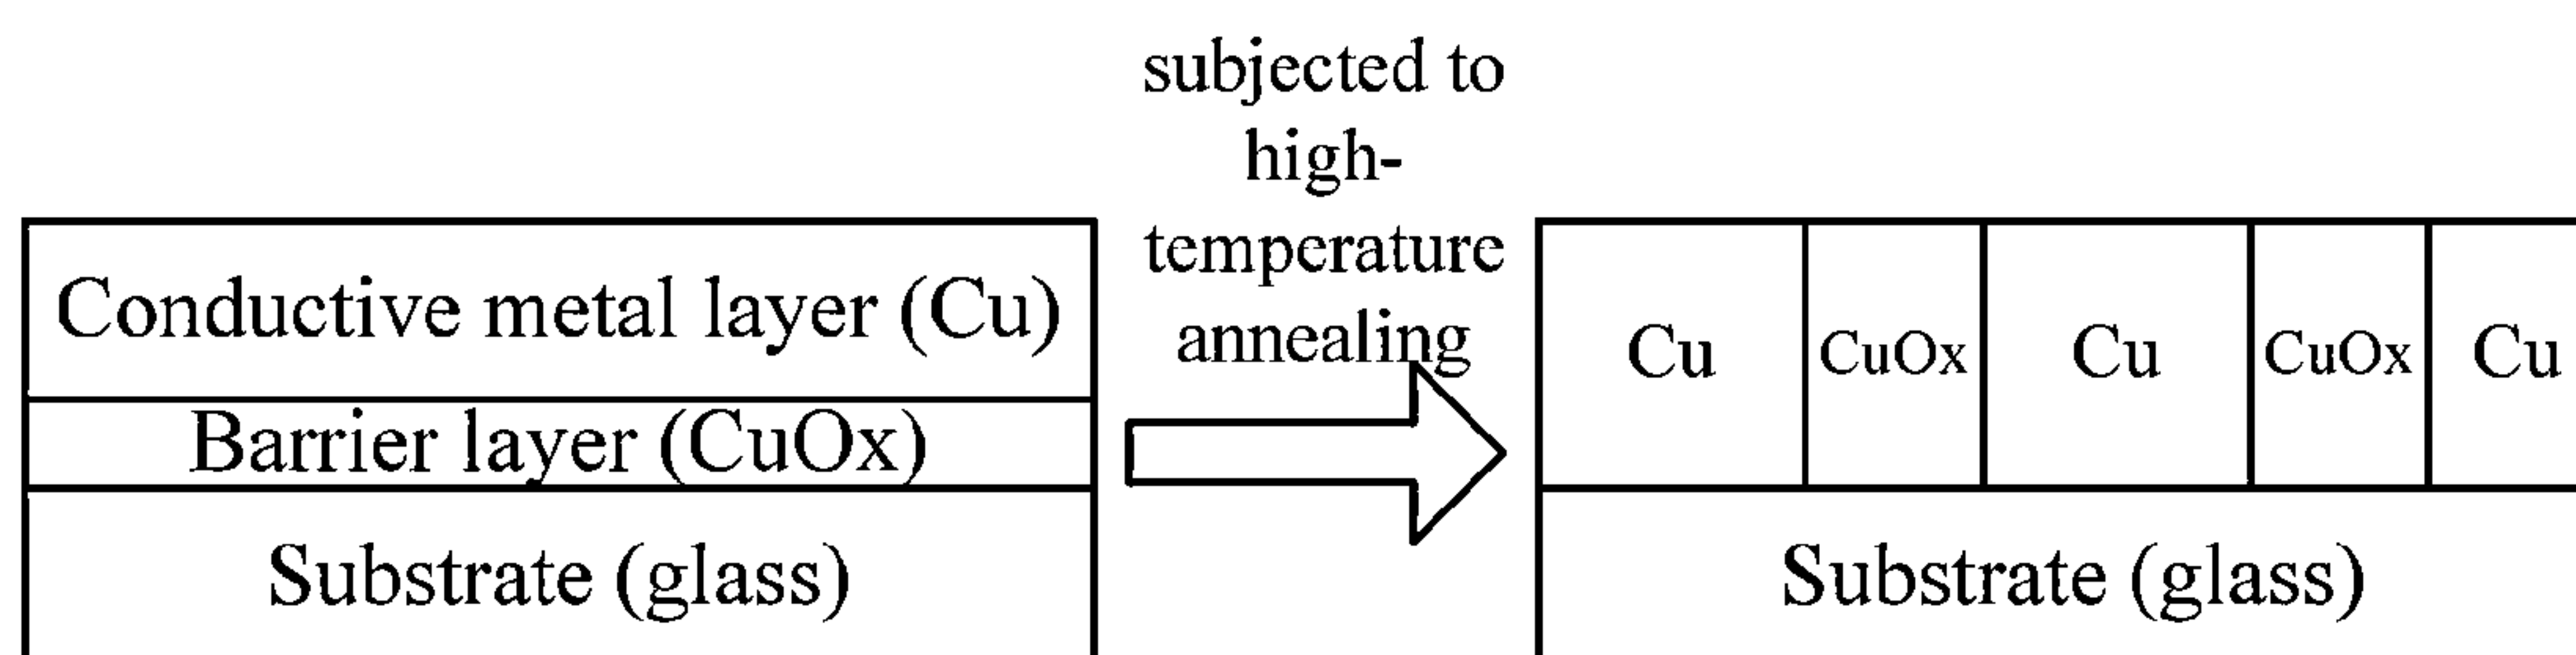 subjected to
high-
temperature
annealing
Conductive metal layer (Cu)
Barrier layer (CuOx)
Substrate (glass)
Cu CuOx Cu CuOx Cu
Substrate (glass)